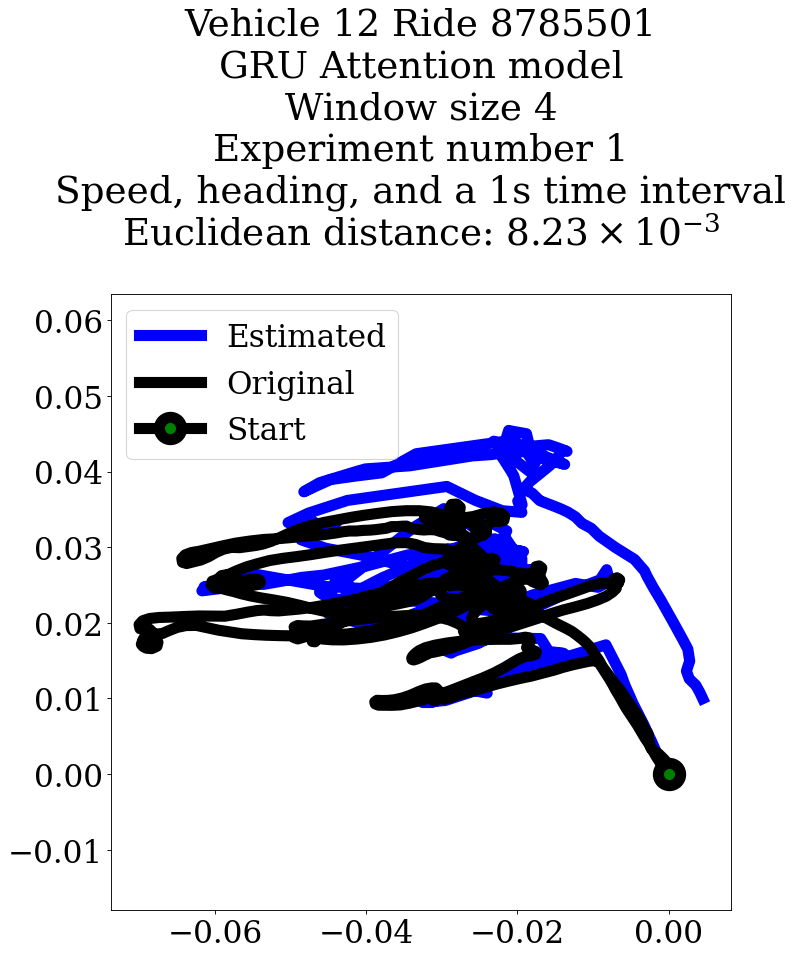 Vehicle 12 Ride 8785501
GRU Attention model
Window size 4
Experiment number 1
Speed, heading, and a 1s time interval
Euclidean distance: 8.23 × 10⁻³
Estimated
Original
Start
0.06
0.05
0.04
0.03
0.02
0.01
0.00
−0.01
−0.06
−0.04
−0.02
0.00